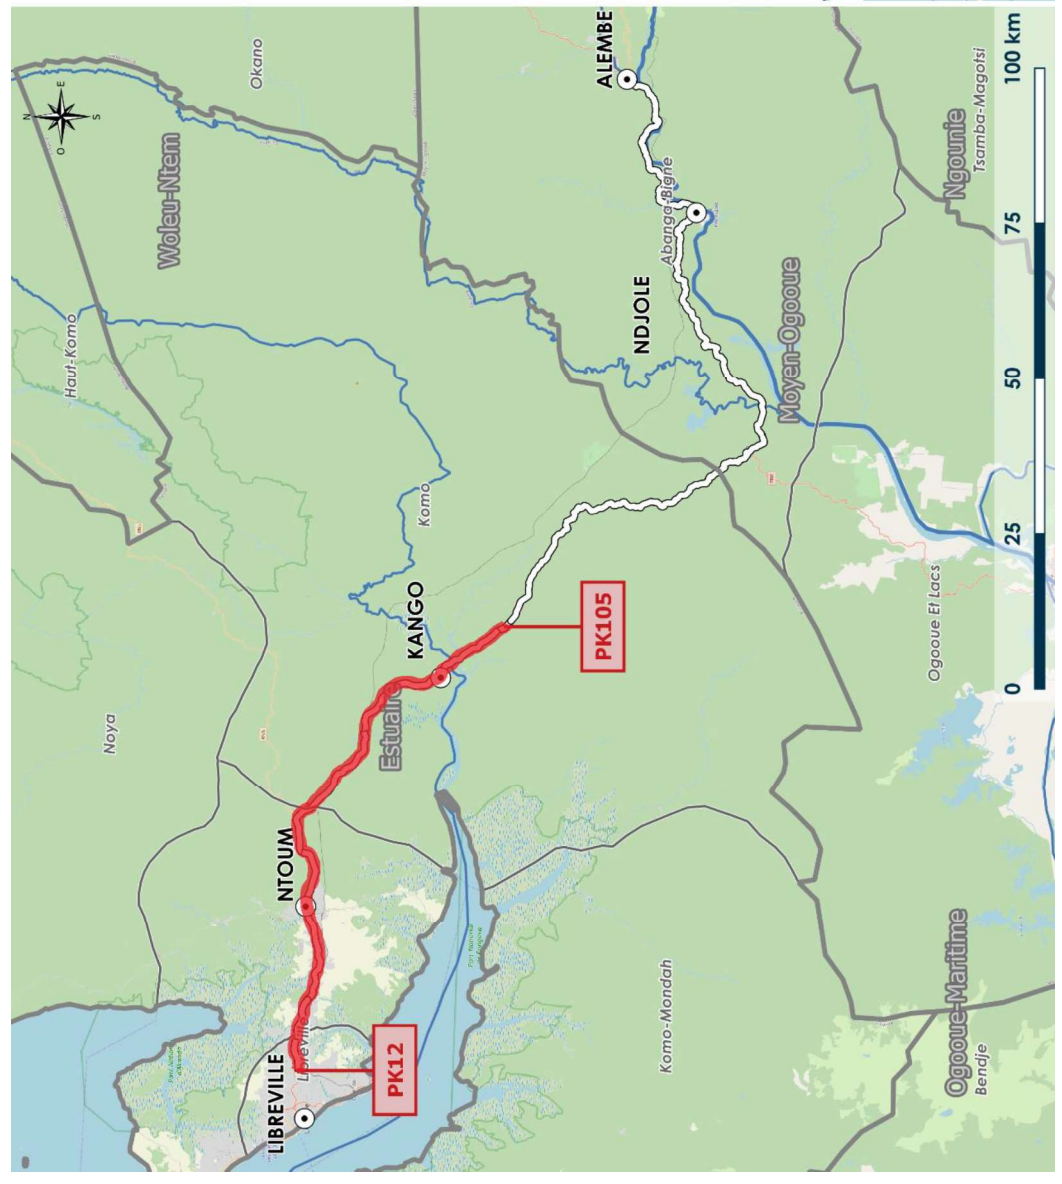 LIBREVILLE
Libreville
PK12
NTOUM
Noya
Estuaire
KANGO
Komo
PK105
Haut-Komo
Woleu-Ntem
Okano
N
E
S
O
NDJOLE
Abanga-Bigne
ALEMBE
Moyen-Ogooue
Ngounie
Tsamba-Magotsi
Ogooue Et Lacs
Komo-Mondah
Ogooue-Maritime
Bendje
0
25
50
75
100 km